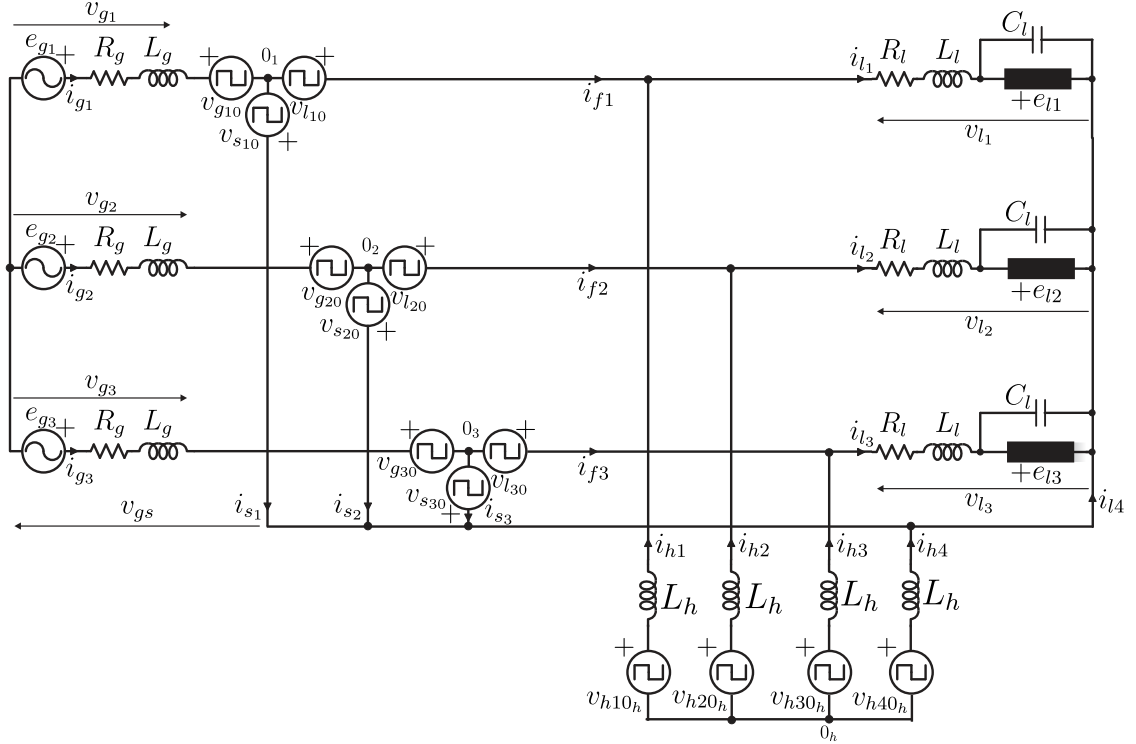 v_{g1}
e_{g1} + R_g L_g + 0_1 + R_l L_l C_l
i_{g1} v_{g10} v_{l10} i_{f1} i_{l1} +e_{l1}
v_{s10} + v_{l1}
v_{g2}
e_{g2} + R_g L_g + 0_2 + R_l L_l C_l
i_{g2} v_{g20} v_{l20} i_{f2} i_{l2} +e_{l2}
v_{s20} + v_{l2}
v_{g3}
e_{g3} + R_g L_g + 0_3 + R_l L_l C_l
i_{g3} v_{g30} v_{l30} i_{f3} i_{l3} +e_{l3}
v_{gs} i_{s1} i_{s2} v_{s30} + i_{s3} v_{l3} i_{l4}
i_{h1} i_{h2} i_{h3} i_{h4}
L_h L_h L_h L_h
+ + + +
v_{h10_h} v_{h20_h} v_{h30_h} v_{h40_h}
0_h